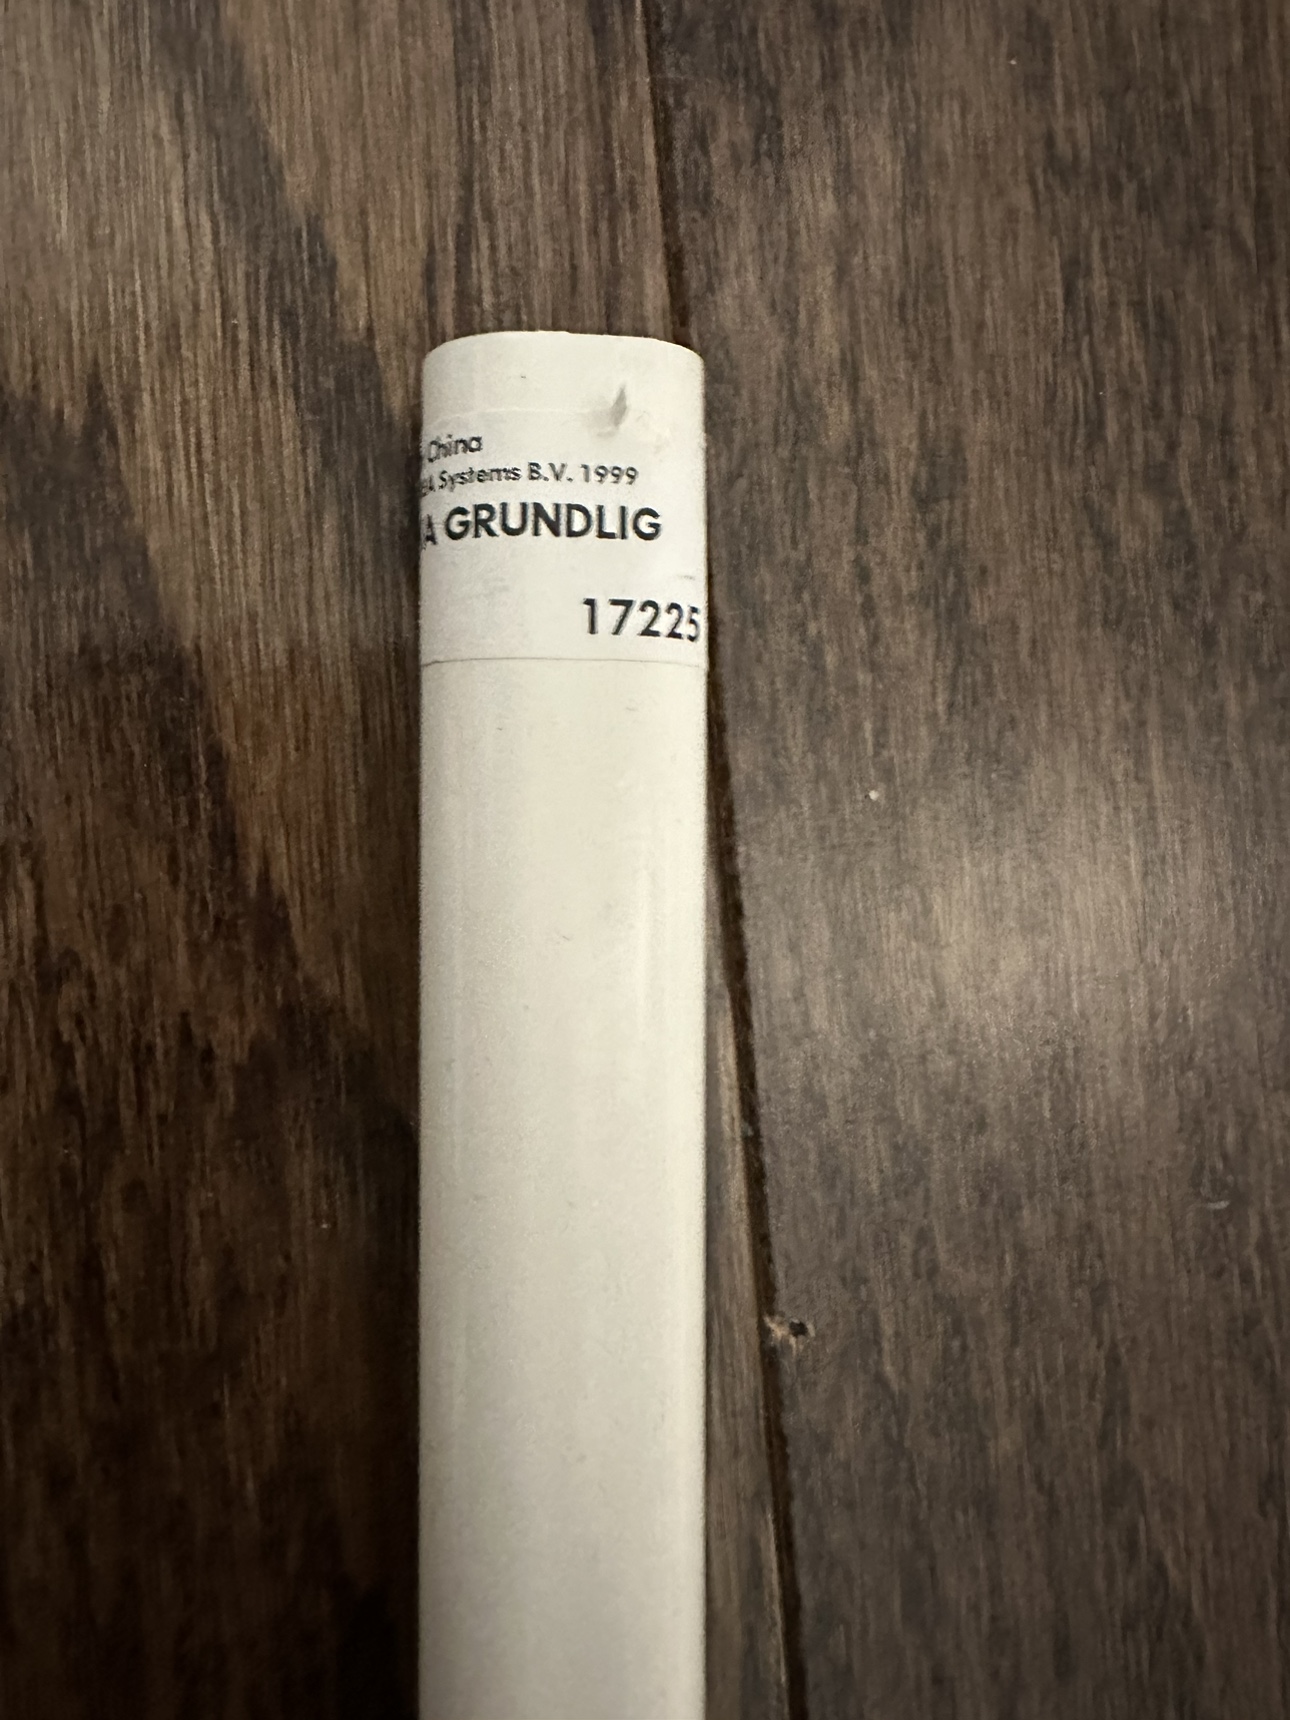 China
Systems B.V. 1999
A GRUNDLIG
17225